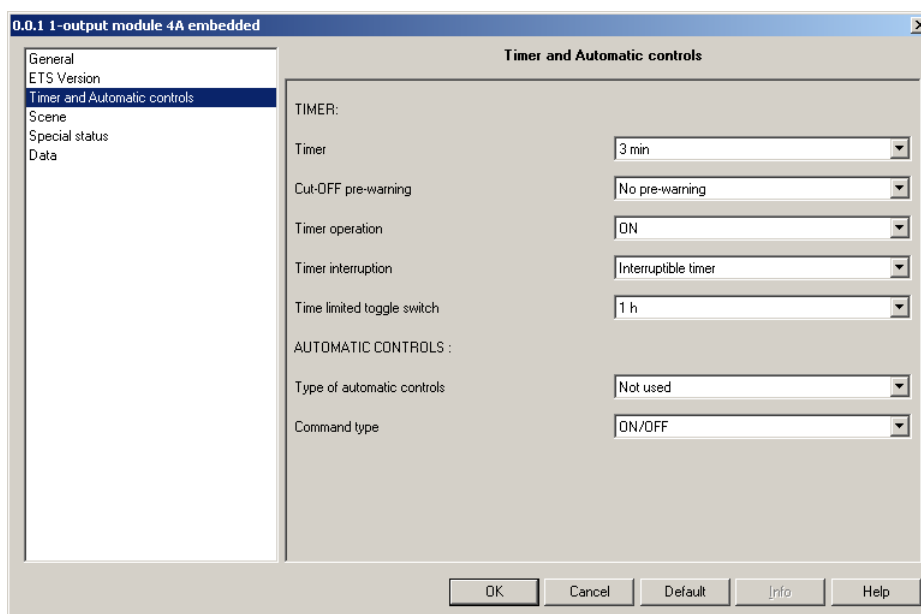 0.0.1 1-output module 4A embedded
General
ETS Version
Timer and Automatic controls
Scene
Special status
Data
Timer and Automatic controls
TIMER:
Timer 3 min
Cut-OFF pre-warning No pre-warning
Timer operation ON
Timer interruption Interruptible timer
Time limited toggle switch 1 h
AUTOMATIC CONTROLS :
Type of automatic controls Not used
Command type ON/OFF
OK Cancel Default Info Help